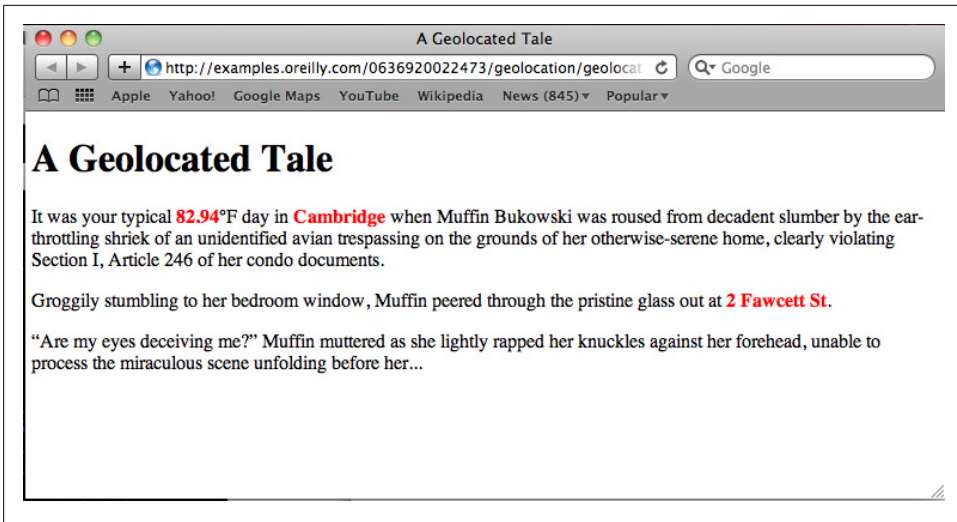 A Geolocated Tale
http://examples.oreilly.com/0636920022473/geolocation/geolocat
Google
Apple Yahoo! Google Maps YouTube Wikipedia News (845) Popular
A Geolocated Tale
It was your typical 82.94°F day in Cambridge when Muffin Bukowski was roused from decadent slumber by the ear-
throttling shriek of an unidentified avian trespassing on the grounds of her otherwise-serene home, clearly violating
Section I, Article 246 of her condo documents.
Groggily stumbling to her bedroom window, Muffin peered through the pristine glass out at 2 Fawcett St.
“Are my eyes deceiving me?” Muffin muttered as she lightly rapped her knuckles against her forehead, unable to
process the miraculous scene unfolding before her...